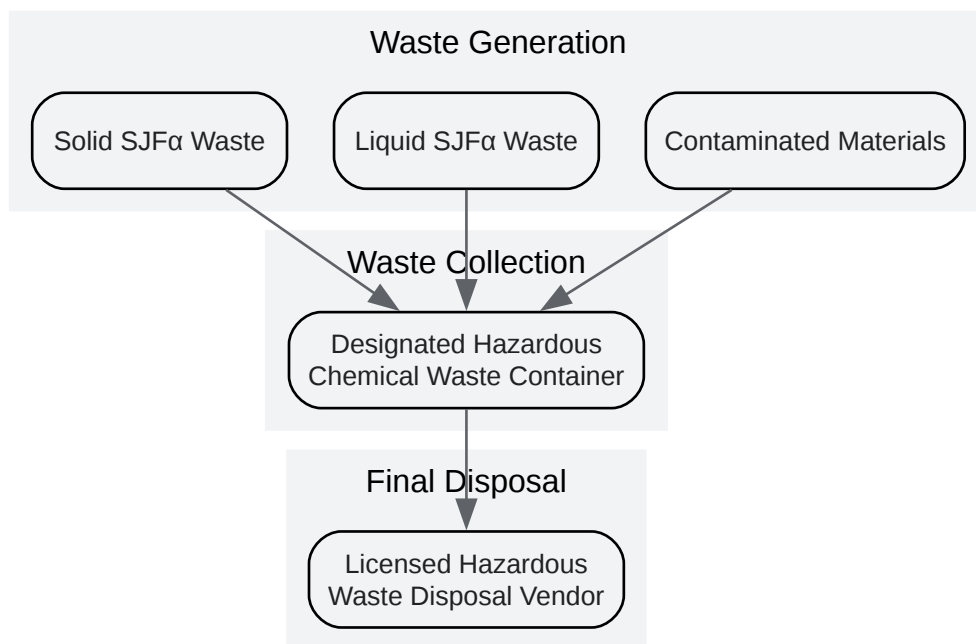 Waste Generation
Solid SJFα Waste
Liquid SJFα Waste
Contaminated Materials
Waste Collection
Designated Hazardous
Chemical Waste Container
Final Disposal
Licensed Hazardous
Waste Disposal Vendor